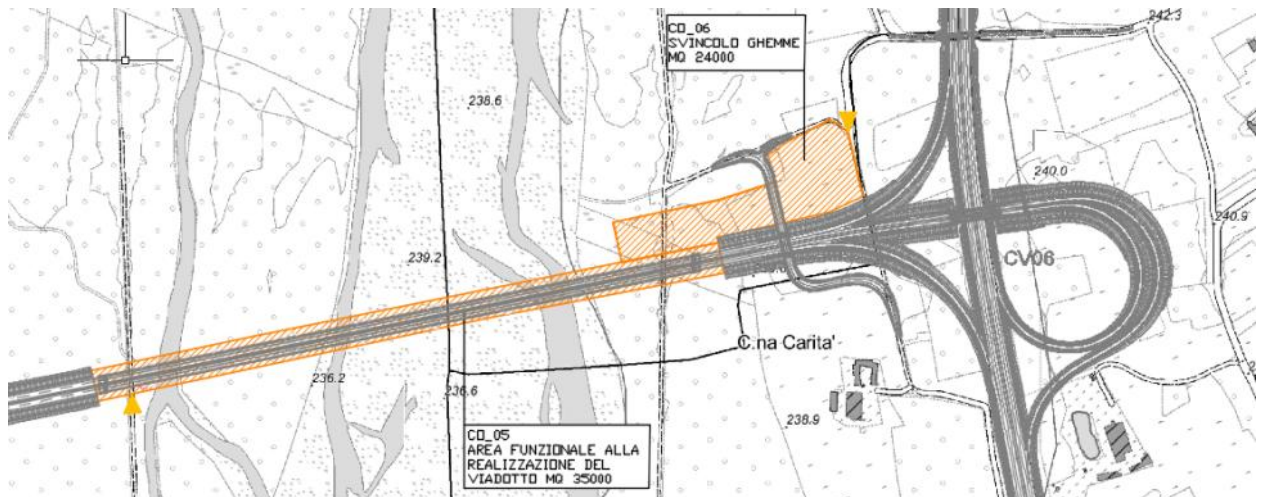 CO_06
SVINCOLO GHEMME
MQ 24000
242.3
238.6
240.0
240.9
239.2
CV06
C.na Carita'
236.2
236.6
238.9
CO_05
AREA FUNZIONALE ALLA
REALIZZAZIONE DEL
VIADOTTO MQ 35000